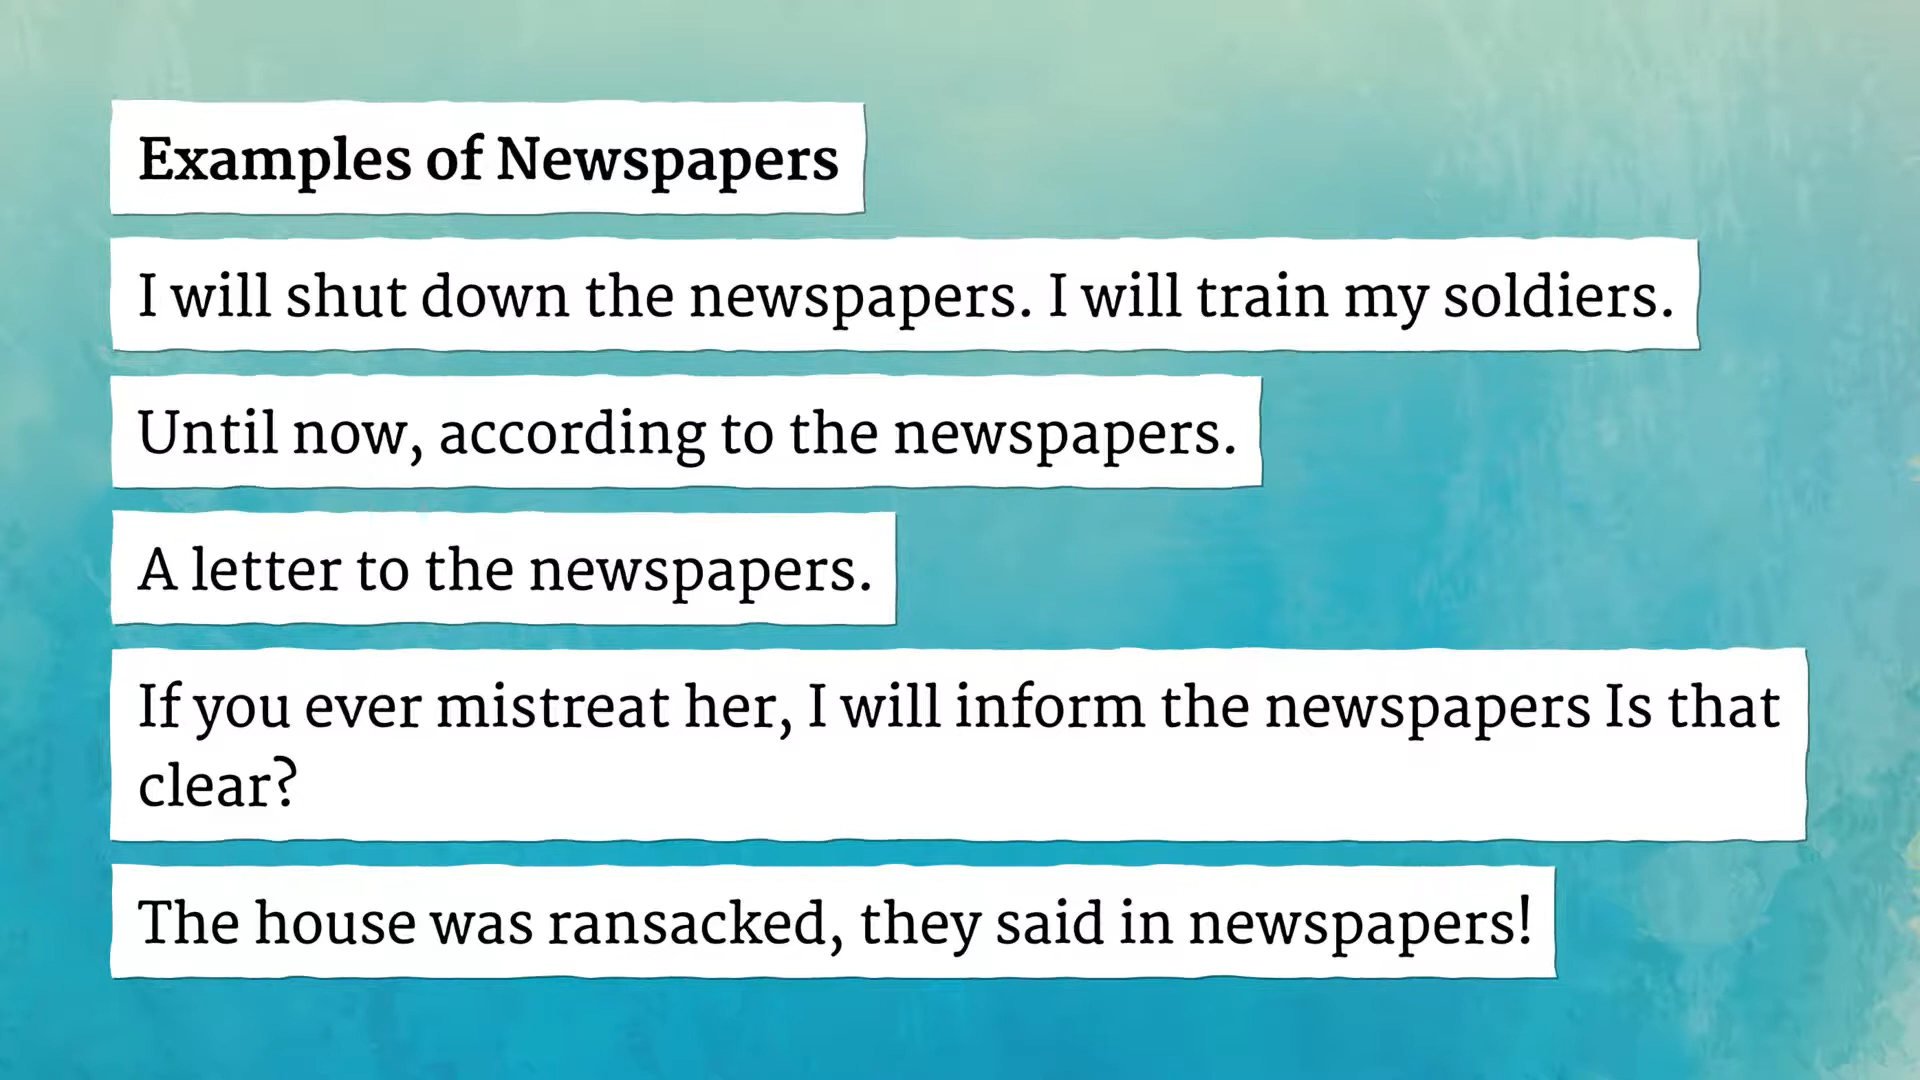 Examples of Newspapers
I will shut down the newspapers. I will train my soldiers.
Until now, according to the newspapers.
A letter to the newspapers.
If you ever mistreat her, I will inform the newspapers Is that
clear?
The house was ransacked, they said in newspapers!